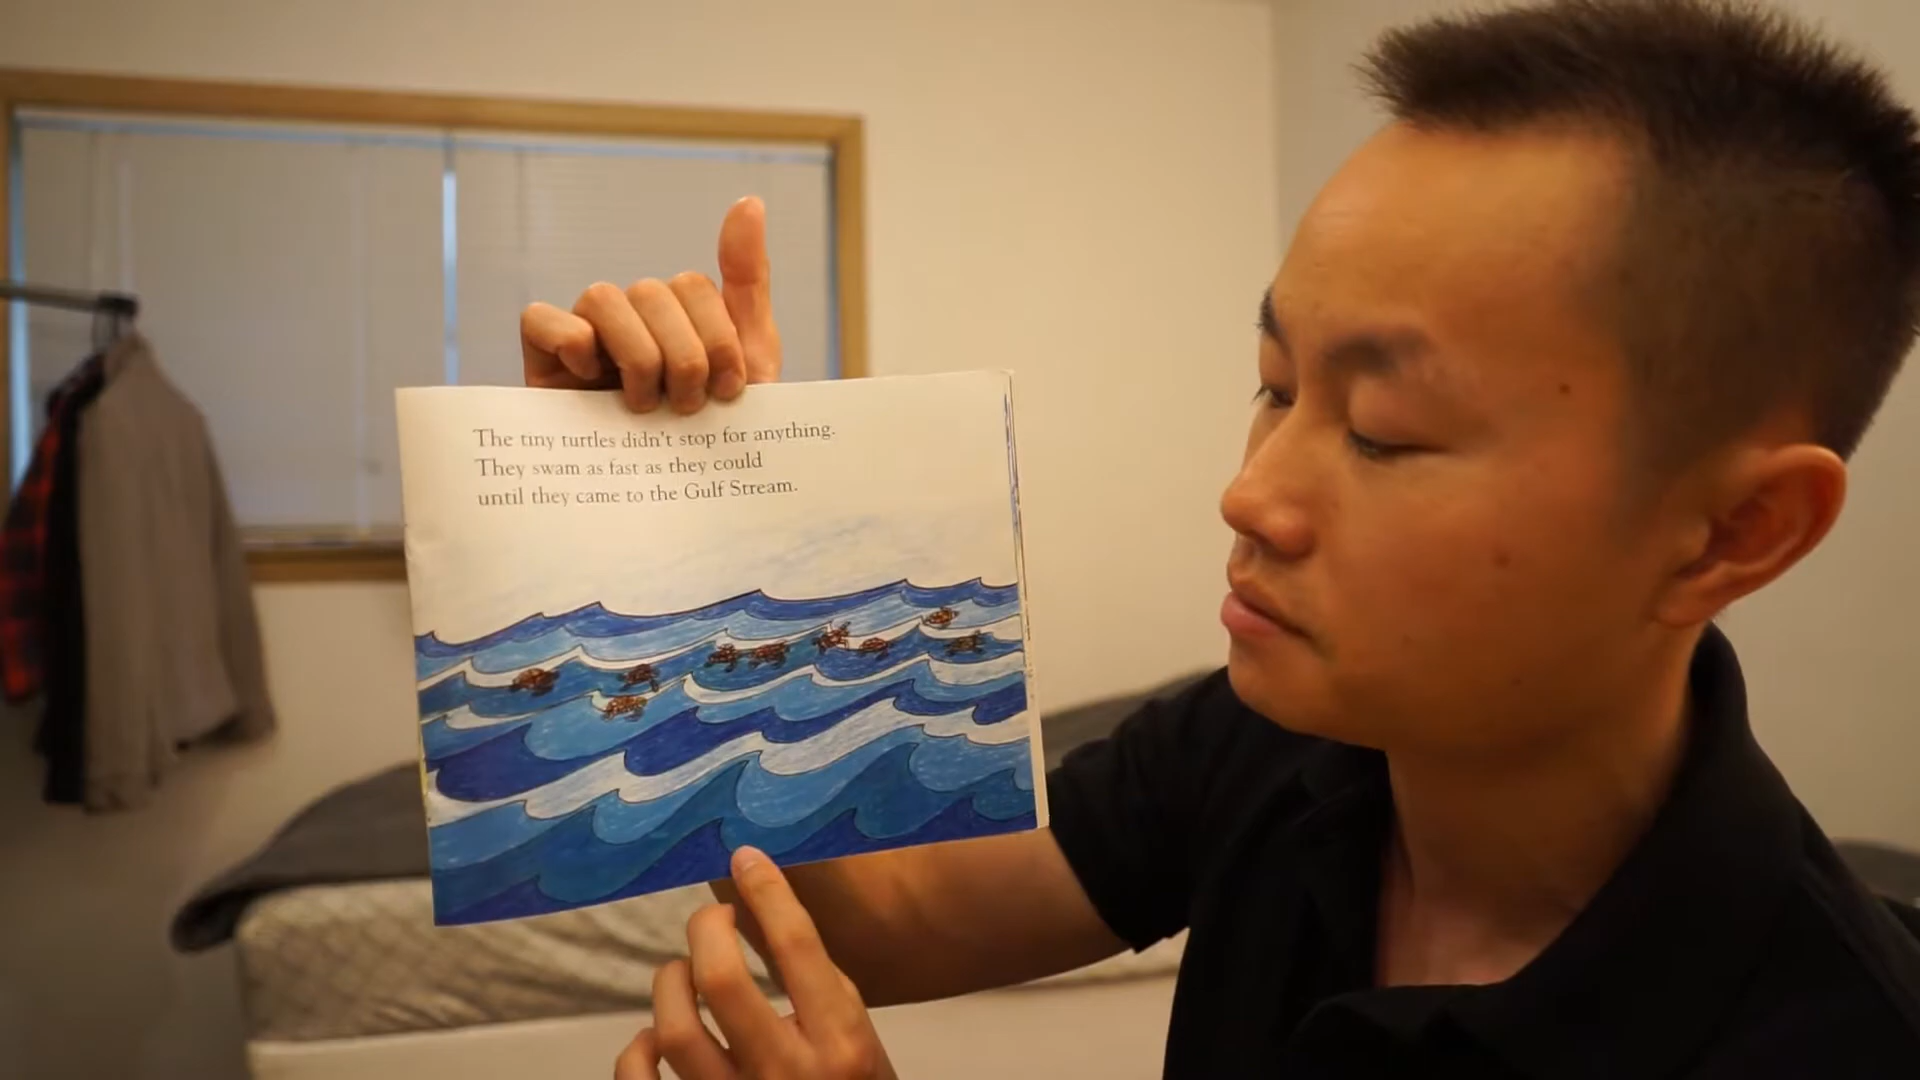 The tiny turtles didn't stop for anything.
They swam as fast as they could
until they came to the Gulf Stream.